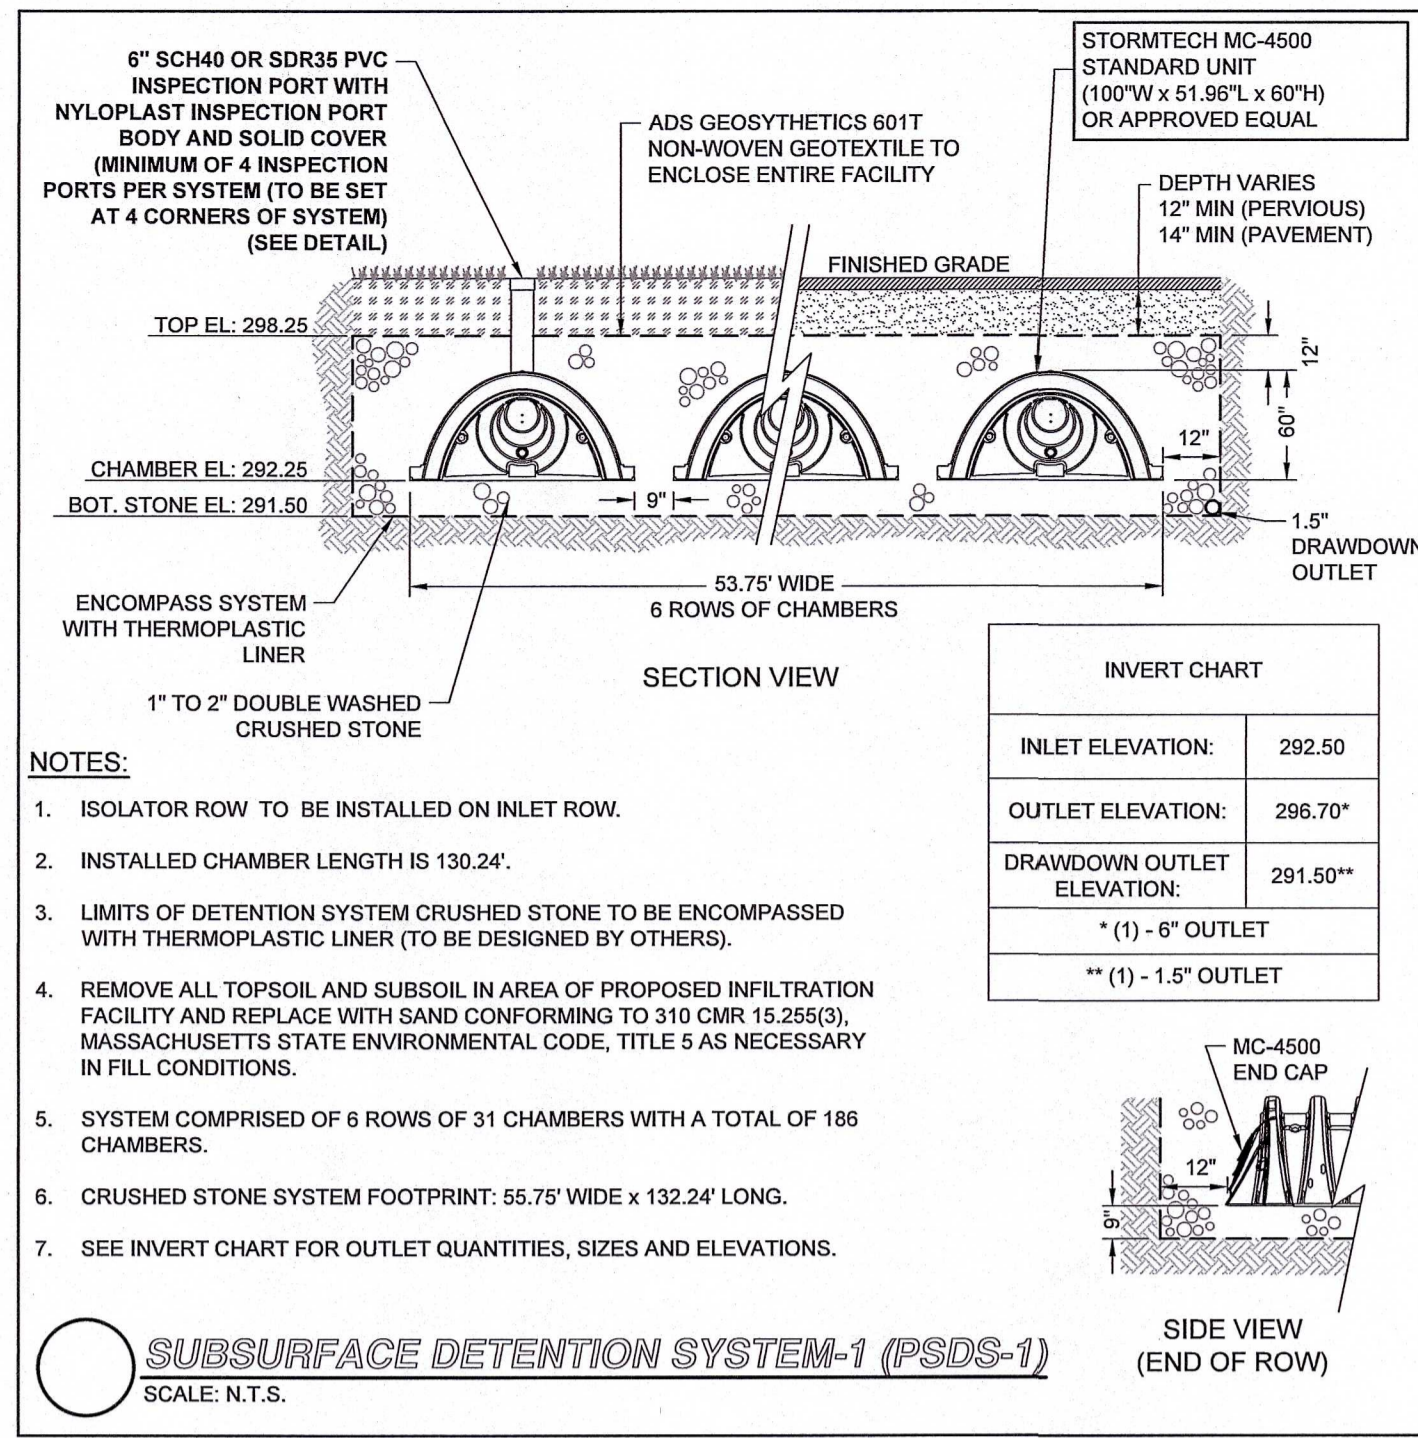 6" SCH40 OR SDR35 PVC
INSPECTION PORT WITH
NYLOPLAST INSPECTION PORT
BODY AND SOLID COVER
(MINIMUM OF 4 INSPECTION
PORTS PER SYSTEM (TO BE SET
AT 4 CORNERS OF SYSTEM)
(SEE DETAIL)
ADS GEOSYTHETICS 601T
NON-WOVEN GEOTEXTILE TO
ENCLOSE ENTIRE FACILITY
STORMTECH MC-4500
STANDARD UNIT
(100"W x 51.96"L x 60"H)
OR APPROVED EQUAL
DEPTH VARIES
12" MIN (PERVIOUS)
14" MIN (PAVEMENT)
FINISHED GRADE
TOP EL: 298.25
12"
60"
12"
CHAMBER EL: 292.25
BOT. STONE EL: 291.50
9"
1.5"
DRAWDOWN
OUTLET
53.75' WIDE
6 ROWS OF CHAMBERS
ENCOMPASS SYSTEM
WITH THERMOPLASTIC
LINER
1" TO 2" DOUBLE WASHED
CRUSHED STONE
SECTION VIEW
INVERT CHART
INLET ELEVATION: 292.50
OUTLET ELEVATION: 296.70*
DRAWDOWN OUTLET
ELEVATION: 291.50**
* (1) - 6" OUTLET
** (1) - 1.5" OUTLET
NOTES:
1. ISOLATOR ROW TO BE INSTALLED ON INLET ROW.
2. INSTALLED CHAMBER LENGTH IS 130.24'.
3. LIMITS OF DETENTION SYSTEM CRUSHED STONE TO BE ENCOMPASSED
WITH THERMOPLASTIC LINER (TO BE DESIGNED BY OTHERS).
4. REMOVE ALL TOPSOIL AND SUBSOIL IN AREA OF PROPOSED INFILTRATION
FACILITY AND REPLACE WITH SAND CONFORMING TO 310 CMR 15.255(3),
MASSACHUSETTS STATE ENVIRONMENTAL CODE, TITLE 5 AS NECESSARY
IN FILL CONDITIONS.
5. SYSTEM COMPRISED OF 6 ROWS OF 31 CHAMBERS WITH A TOTAL OF 186
CHAMBERS.
6. CRUSHED STONE SYSTEM FOOTPRINT: 55.75' WIDE x 132.24' LONG.
7. SEE INVERT CHART FOR OUTLET QUANTITIES, SIZES AND ELEVATIONS.
MC-4500
END CAP
12"
9"
SIDE VIEW
(END OF ROW)
SUBSURFACE DETENTION SYSTEM-1 (PSDS-1)
SCALE: N.T.S.